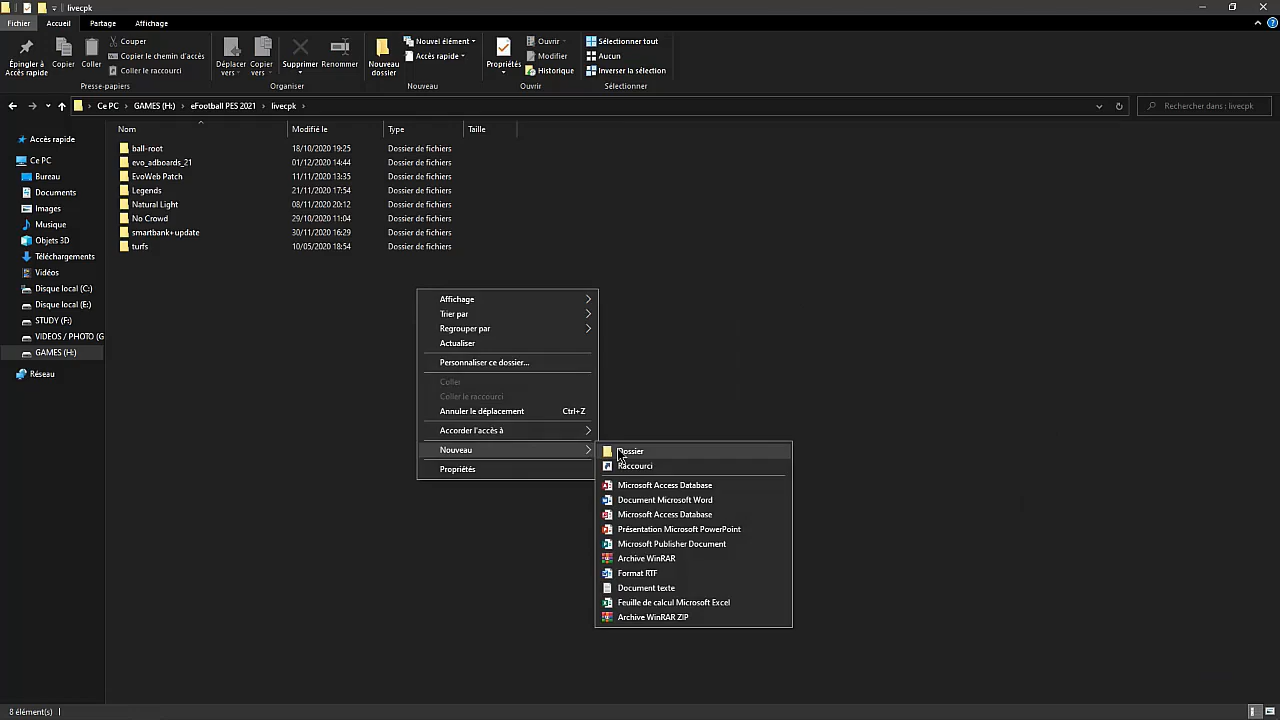 livecpk
Fichier Accueil Partage Affichage
Épingler à Accès rapide
Copier
Coller
Couper
Copier le chemin d'accès
Coller le raccourci
Presse-papiers
Déplacer vers
Copier vers
Supprimer
Renommer
Organiser
Nouveau dossier
Nouvel élément
Accès rapide
Nouveau
Propriétés
Ouvrir
Modifier
Historique
Ouvrir
Sélectionner tout
Aucun
Inverser la sélection
Sélectionner
Ce PC > GAMES (H:) > eFootball PES 2021 > livecpk >
Rechercher dans : livecpk
Accès rapide
Ce PC
Bureau
Documents
Images
Musique
Objets 3D
Téléchargements
Vidéos
Disque local (C:)
Disque local (E:)
STUDY (F:)
VIDEOS / PHOTO (G
GAMES (H:)
Réseau
Nom Modifié le Type Taille
ball-root 18/10/2020 19:25 Dossier de fichiers
evo_adboards_21 01/12/2020 14:44 Dossier de fichiers
EvoWeb Patch 11/11/2020 13:35 Dossier de fichiers
Legends 21/11/2020 17:54 Dossier de fichiers
Natural Light 08/11/2020 20:12 Dossier de fichiers
No Crowd 29/10/2020 11:04 Dossier de fichiers
smartbank+update 30/11/2020 16:29 Dossier de fichiers
turfs 10/05/2020 18:54 Dossier de fichiers
Affichage
Trier par
Regrouper par
Actualiser
Personnaliser ce dossier...
Coller
Coller le raccourci
Annuler le déplacement Ctrl+Z
Accorder l'accès à
Nouveau
Propriétés
Dossier
Raccourci
Microsoft Access Database
Document Microsoft Word
Microsoft Access Database
Présentation Microsoft PowerPoint
Microsoft Publisher Document
Archive WinRAR
Format RTF
Document texte
Feuille de calcul Microsoft Excel
Archive WinRAR ZIP
8 élément(s)